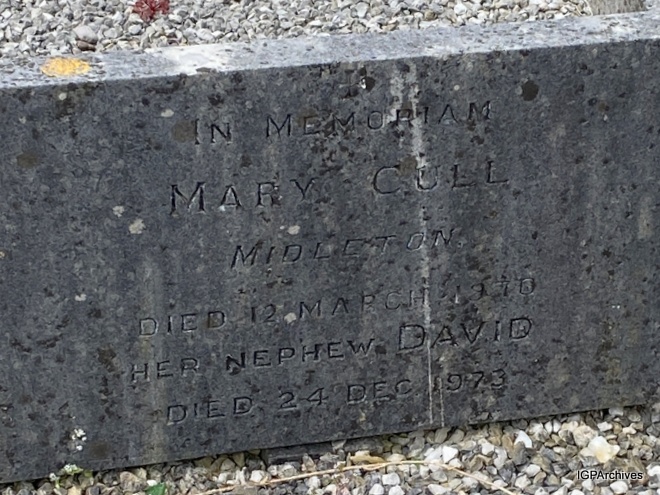 IN MEMORIAM
MARY CULL
MIDLETON.
DIED 12 MARCH 1970
HER NEPHEW DAVID
DIED 24 DEC 1973
IGPArchives